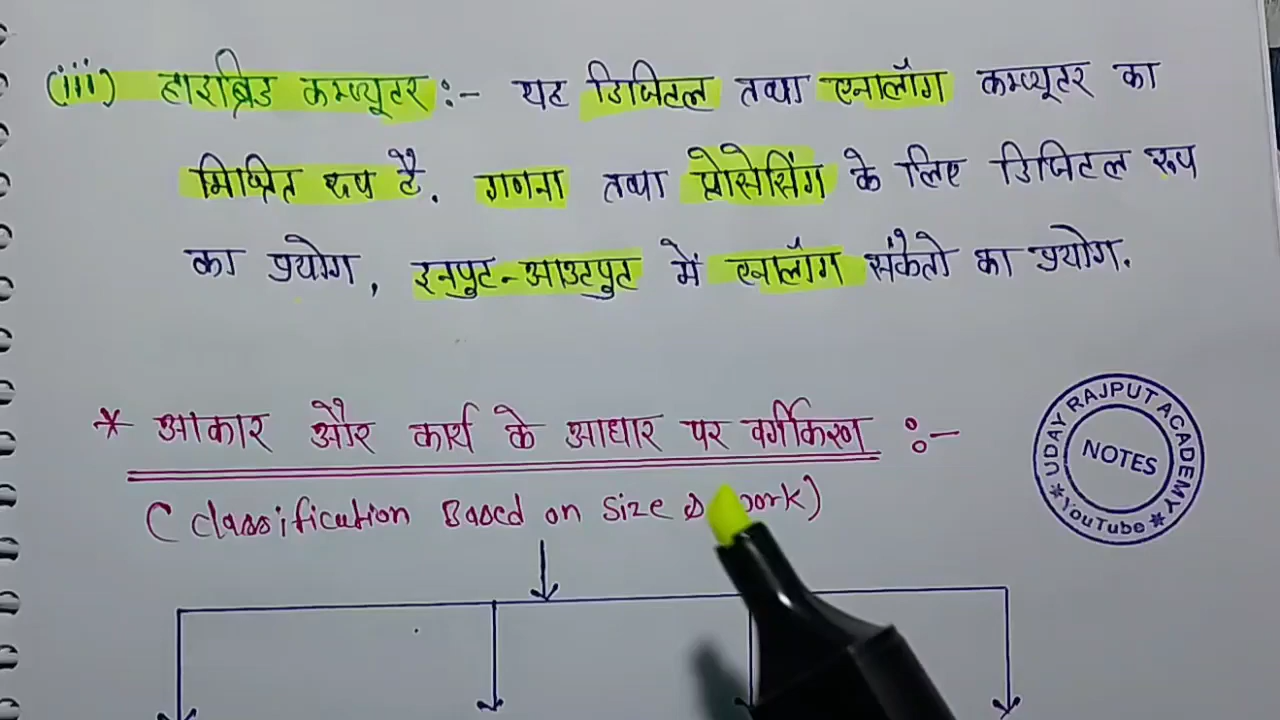 (iii) हाइब्रिड कम्प्यूटर :- यह डिजिटल तथा एनालॉग कम्प्यूटर का
मिश्रित रूप है. गणना तथा प्रोसेसिंग के लिए डिजिटल रूप
का प्रयोग, इनपुट-आउटपुट में एनालॉग संकेतो का प्रयोग.
* आकार और कार्य के आधार पर वर्गीकरण :-
(Classification Based on Size & work)
UDAY RAJPUT ACADEMY
NOTES
* YouTube *